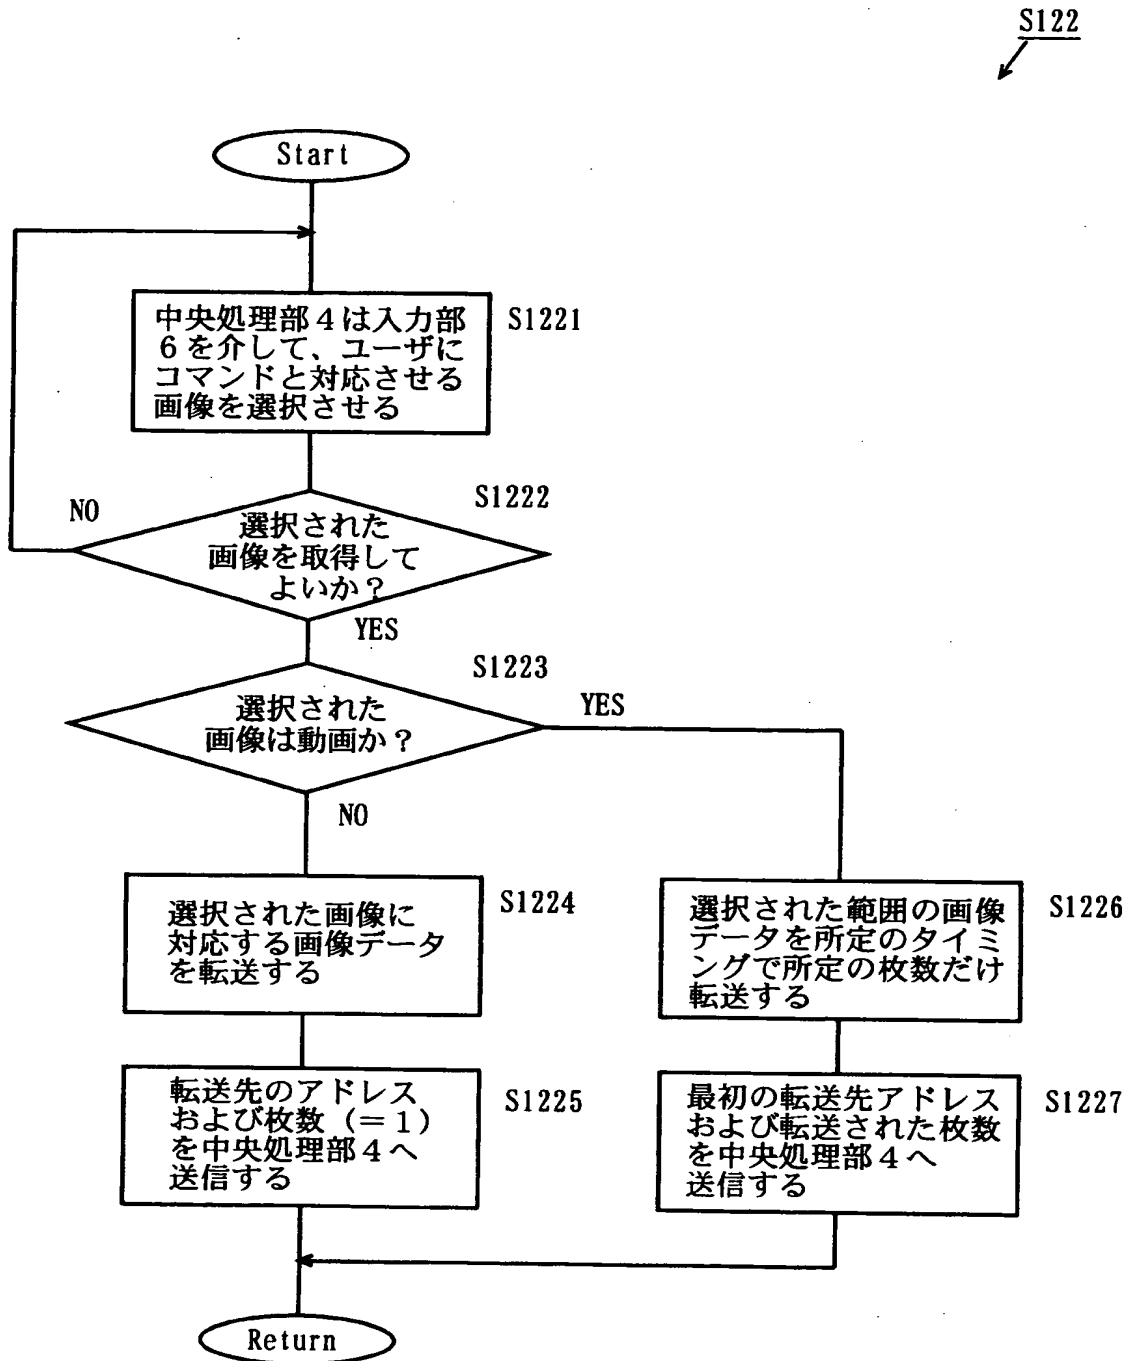 S122
Start
中央処理部４は入力部
６を介して、ユーザに
コマンドと対応させる
画像を選択させる
S1221
S1222
NO
選択された
画像を取得して
よいか？
YES
S1223
選択された
画像は動画か？
YES
NO
選択された画像に
対応する画像データ
を転送する
S1224
選択された範囲の画像
データを所定のタイミ
ングで所定の枚数だけ
転送する
S1226
転送先のアドレス
および枚数（＝１）
を中央処理部４へ
送信する
S1225
最初の転送先アドレス
および転送された枚数
を中央処理部４へ
送信する
S1227
Return